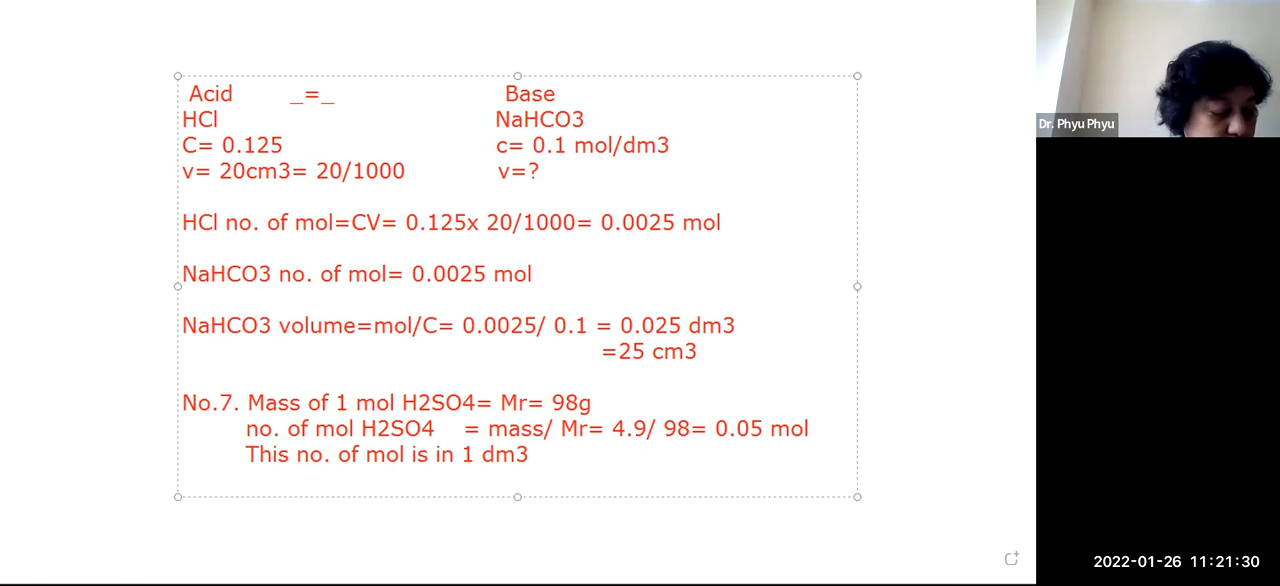 Acid _=_ Base
HCl NaHCO3
C= 0.125 c= 0.1 mol/dm3
v= 20cm3= 20/1000 v=?
HCl no. of mol=CV= 0.125x 20/1000= 0.0025 mol
NaHCO3 no. of mol= 0.0025 mol
NaHCO3 volume=mol/C= 0.0025/ 0.1 = 0.025 dm3
=25 cm3
No.7. Mass of 1 mol H2SO4= Mr= 98g
no. of mol H2SO4 = mass/ Mr= 4.9/ 98= 0.05 mol
This no. of mol is in 1 dm3
Dr. Phyu Phyu
2022-01-26 11:21:30